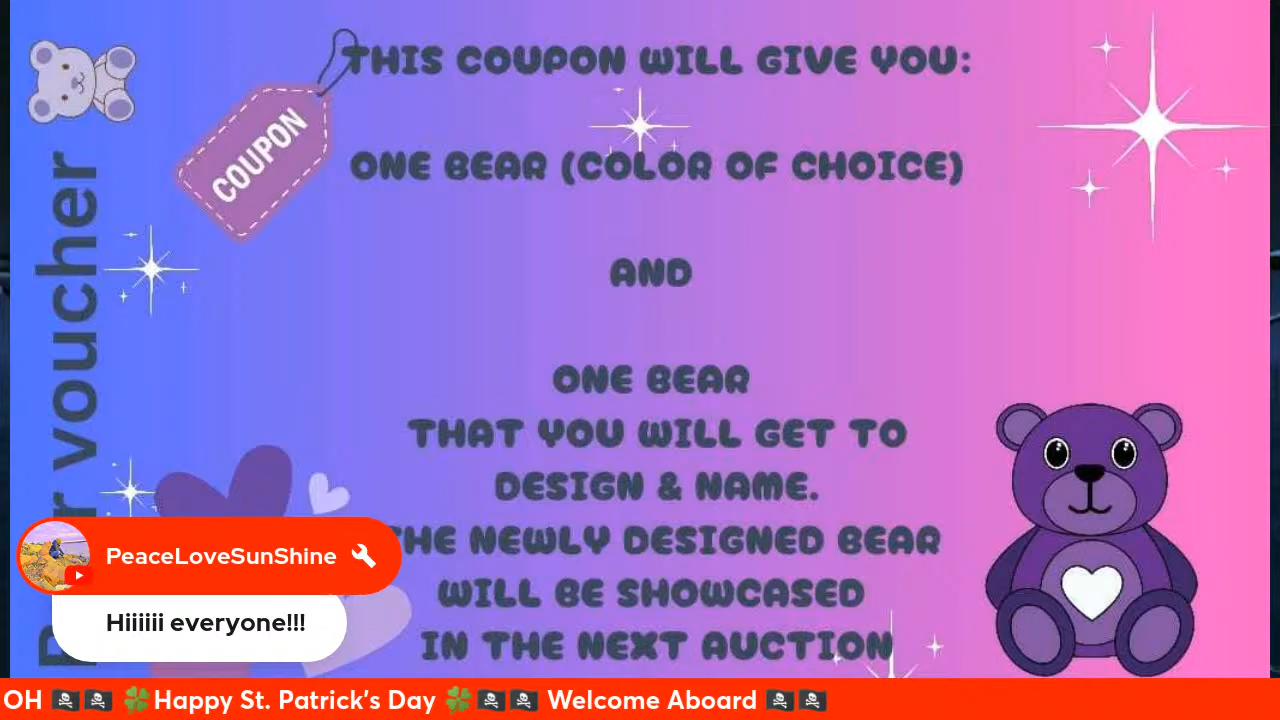 THIS COUPON WILL GIVE YOU:
COUPON
ONE BEAR (COLOR OF CHOICE)
AND
ONE BEAR
THAT YOU WILL GET TO
DESIGN & NAME.
THE NEWLY DESIGNED BEAR
WILL BE SHOWCASED
IN THE NEXT AUCTION
voucher
PeaceLoveSunShine
Hiiiiii everyone!!!
OH 🏴‍☠️🏴‍☠️ 🍀Happy St. Patrick's Day 🍀🏴‍☠️🏴‍☠️ Welcome Aboard 🏴‍☠️🏴‍☠️